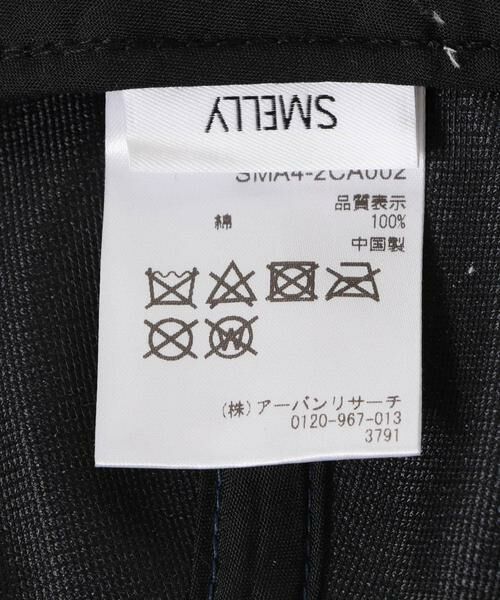 SMELLY
SMA4-2CA002
品質表示
綿 100%
中国製
W
(株)アーバンリサーチ
0120-967-013
3791